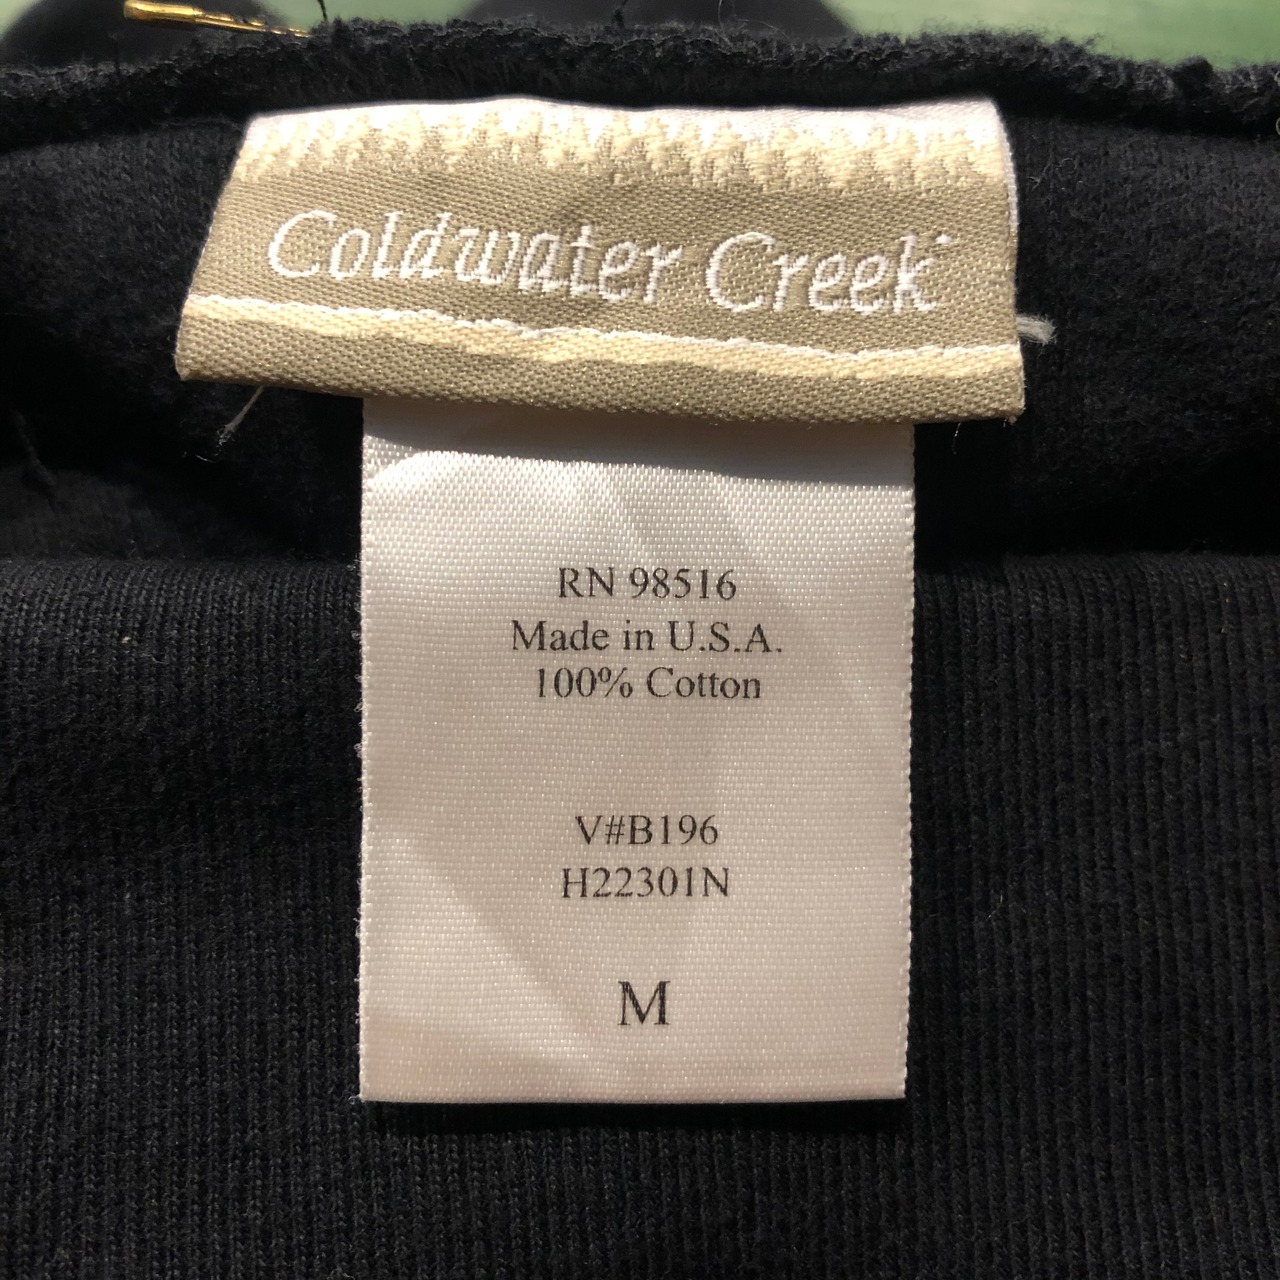 Coldwater Creek
RN 98516
Made in U.S.A.
100% Cotton
V#B196
H22301N
M